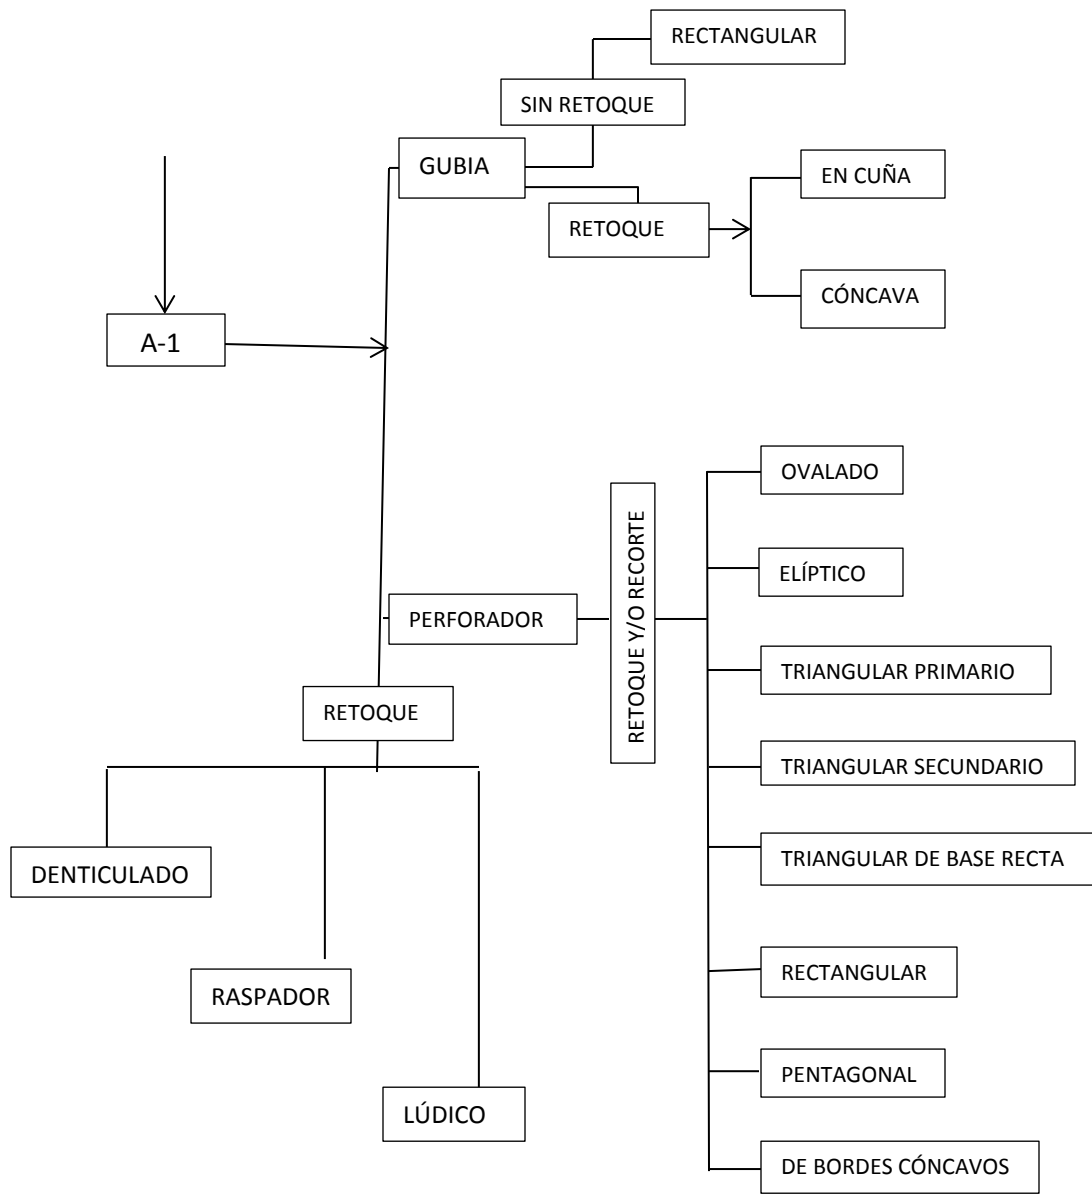 RECTANGULAR
SIN RETOQUE
GUBIA
EN CUÑA
RETOQUE
CÓNCAVA
A-1
OVALADO
RETOQUE Y/O RECORTE
ELÍPTICO
PERFORADOR
TRIANGULAR PRIMARIO
RETOQUE
TRIANGULAR SECUNDARIO
TRIANGULAR DE BASE RECTA
DENTICULADO
RECTANGULAR
RASPADOR
PENTAGONAL
LÚDICO
DE BORDES CÓNCAVOS